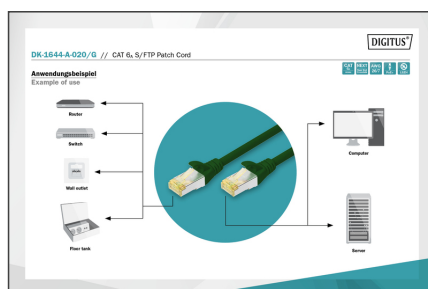 DIGITUS®
DK-1644-A-020/G // CAT 6A S/FTP Patch Cord
Anwendungsbeispiel
Example of use
Router
Switch
Wall outlet
Floor tank
Computer
Server